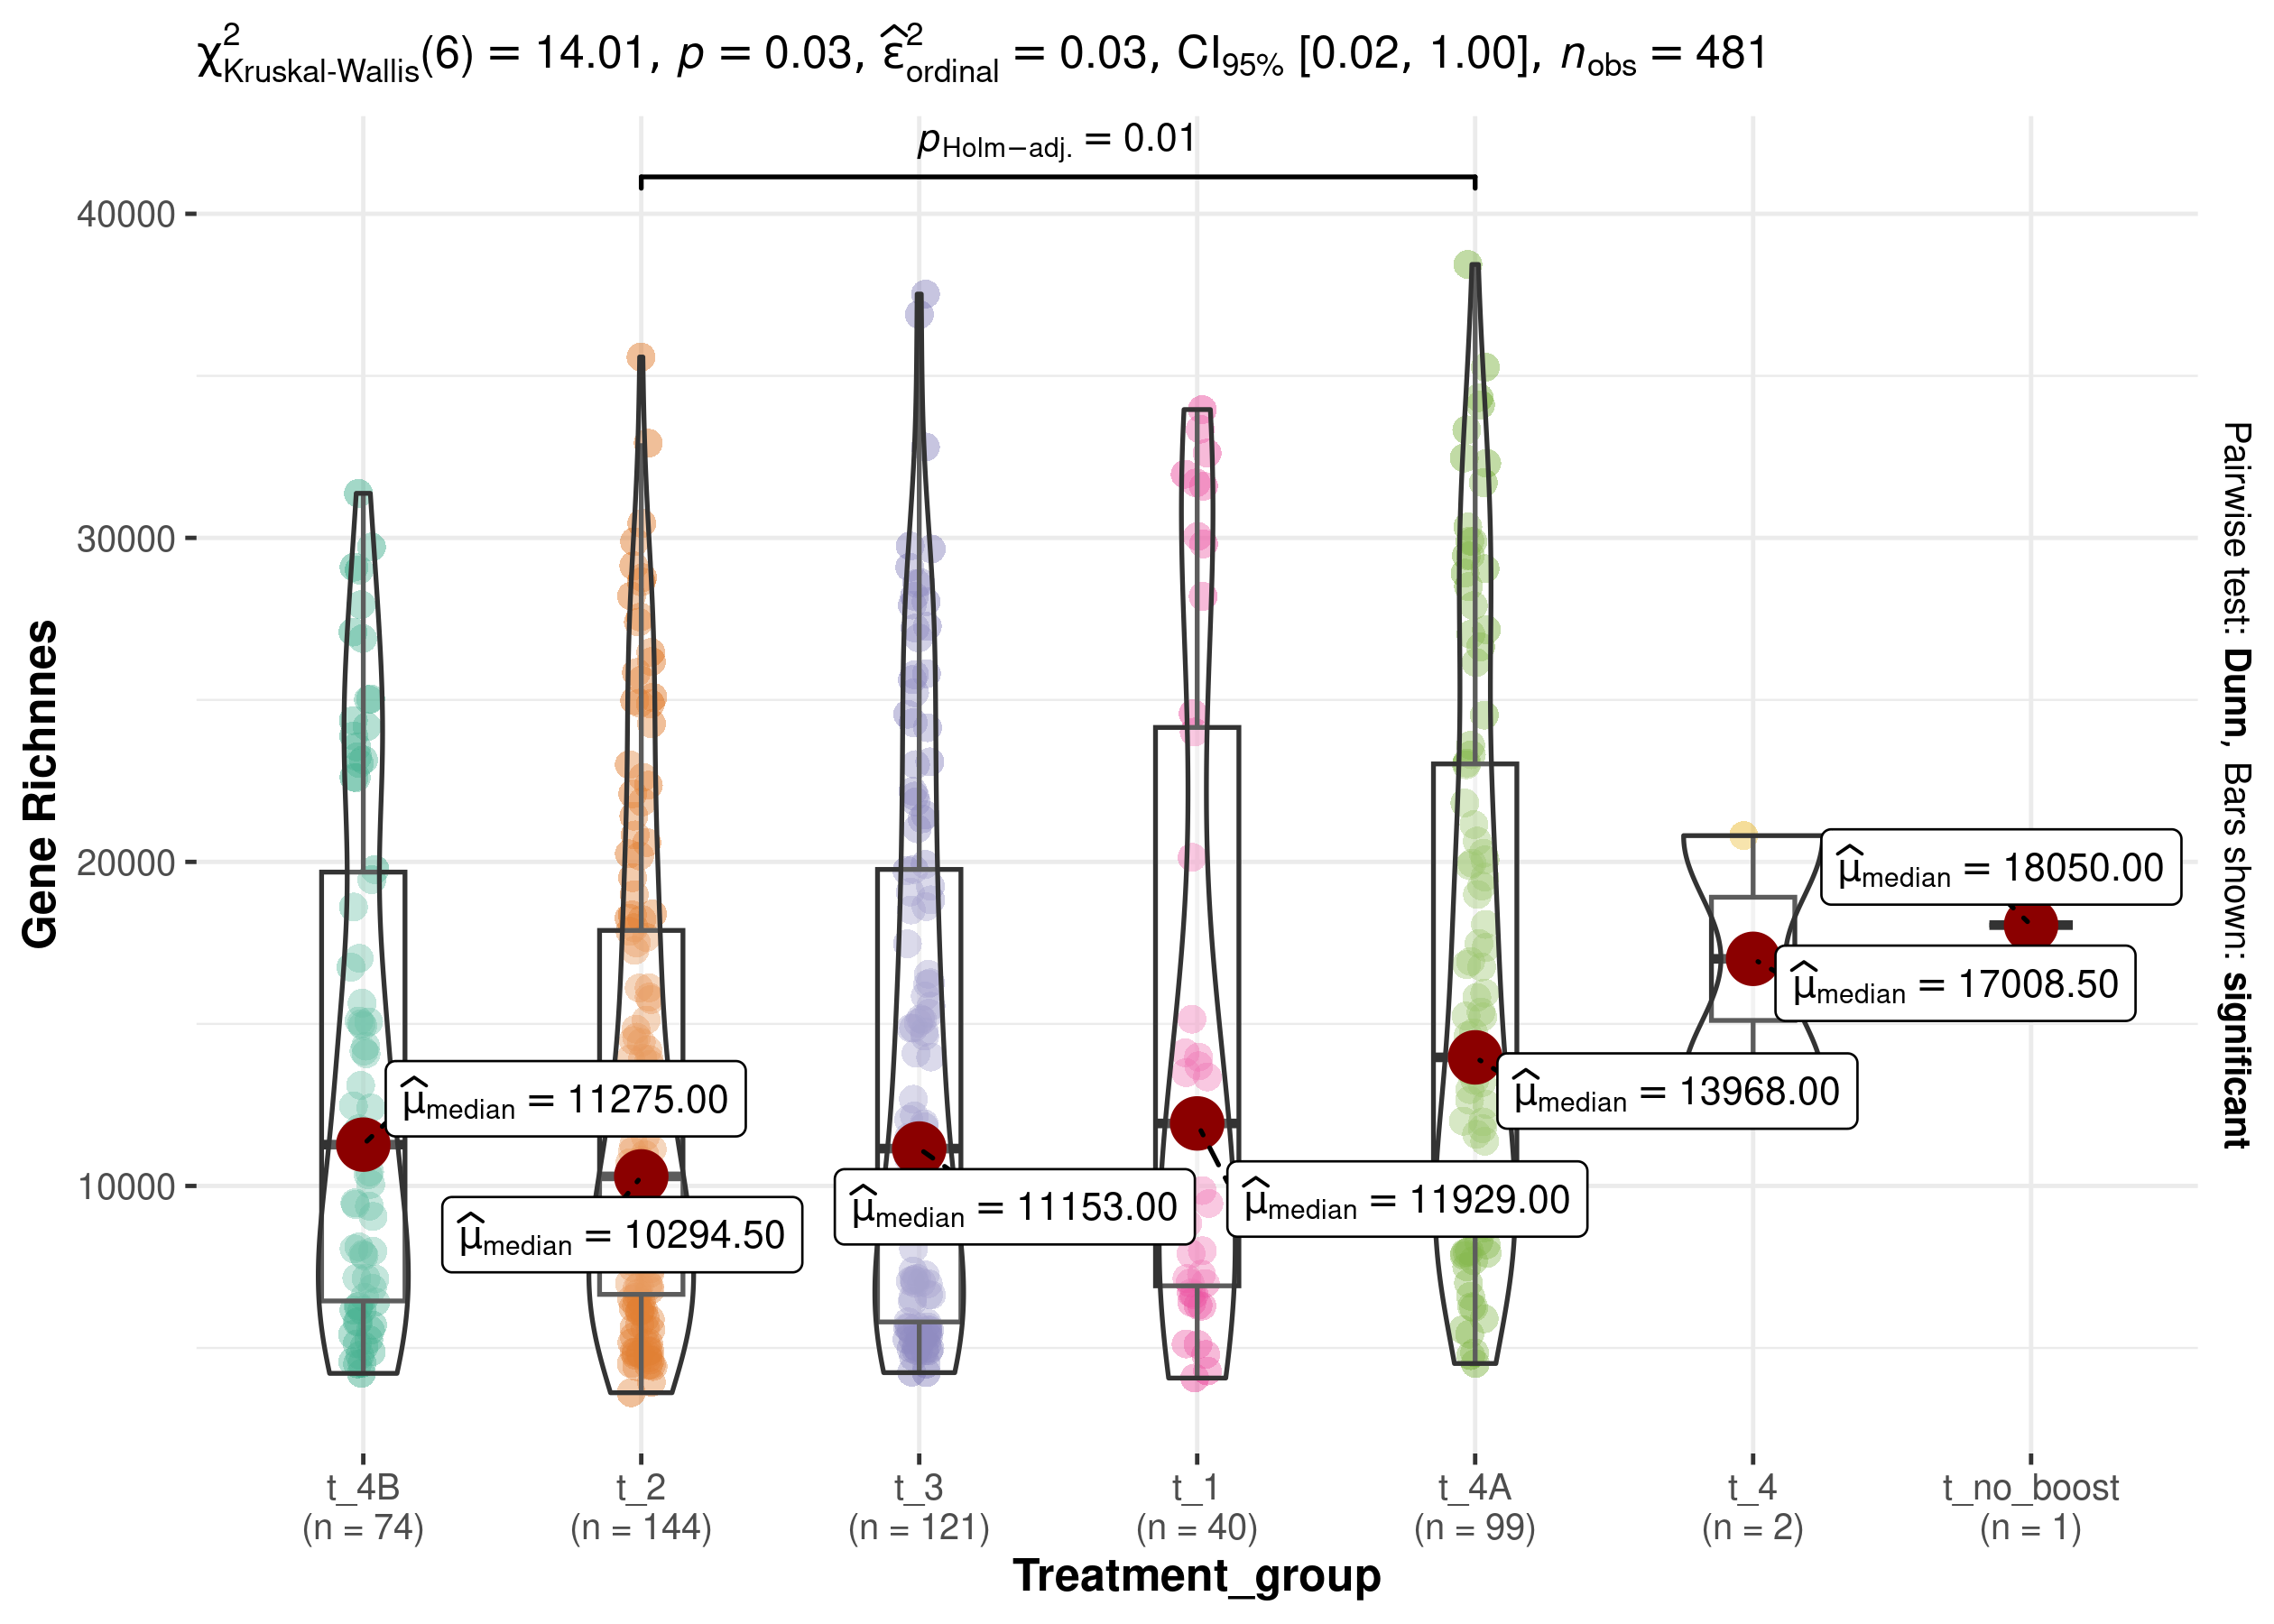 χ²Kruskal-Wallis(6) = 14.01, p = 0.03, ε̂²ordinal = 0.03, CI95% [0.02, 1.00], nobs = 481
pHolm−adj. = 0.01
40000
30000
20000
10000
Gene Richnnes
μ̂median = 11275.00
μ̂median = 10294.50
μ̂median = 11153.00
μ̂median = 11929.00
μ̂median = 13968.00
μ̂median = 17008.50
μ̂median = 18050.00
Pairwise test: Dunn, Bars shown: significant
t_4B
(n = 74)
t_2
(n = 144)
t_3
(n = 121)
t_1
(n = 40)
t_4A
(n = 99)
t_4
(n = 2)
t_no_boost
(n = 1)
Treatment_group